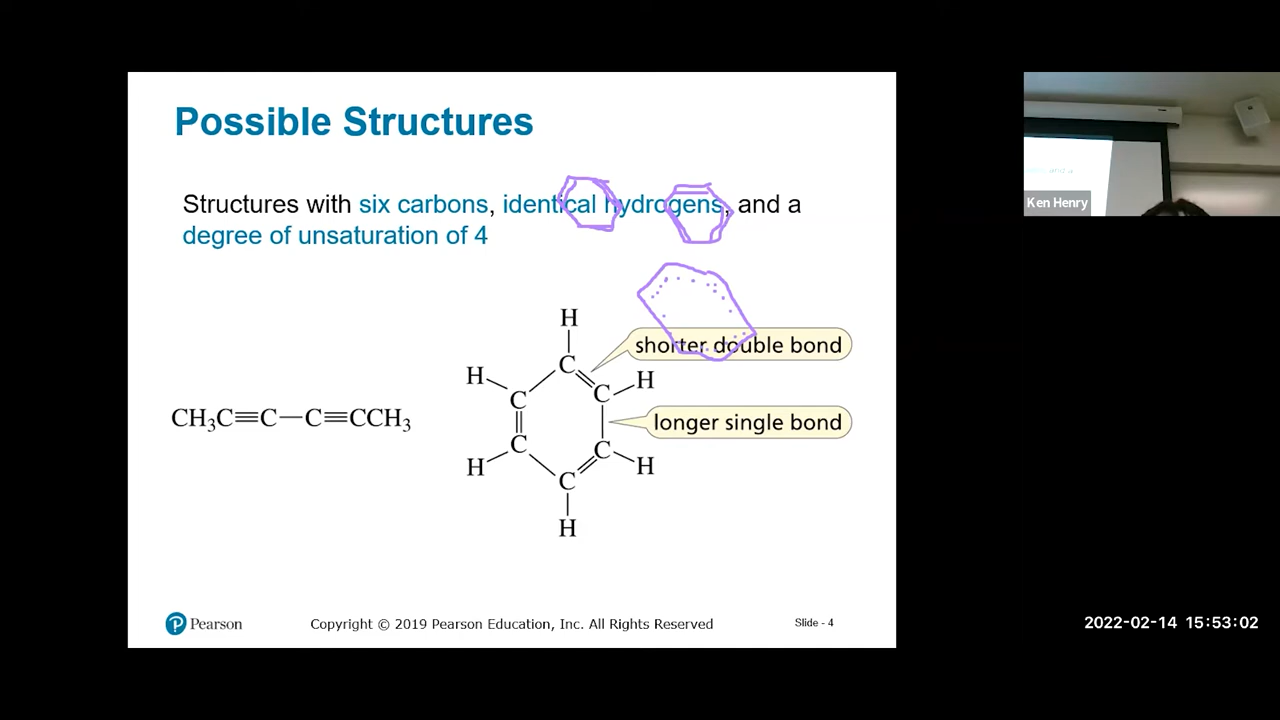 Possible Structures
Structures with six carbons, identical hydrogens, and a
degree of unsaturation of 4
H
shorter double bond
C
H
H
C
C
CH₃C≡C—C≡CCH₃
longer single bond
C
C
H
H
C
H
Pearson
Copyright © 2019 Pearson Education, Inc. All Rights Reserved
Slide - 4
Ken Henry
2022-02-14 15:53:02